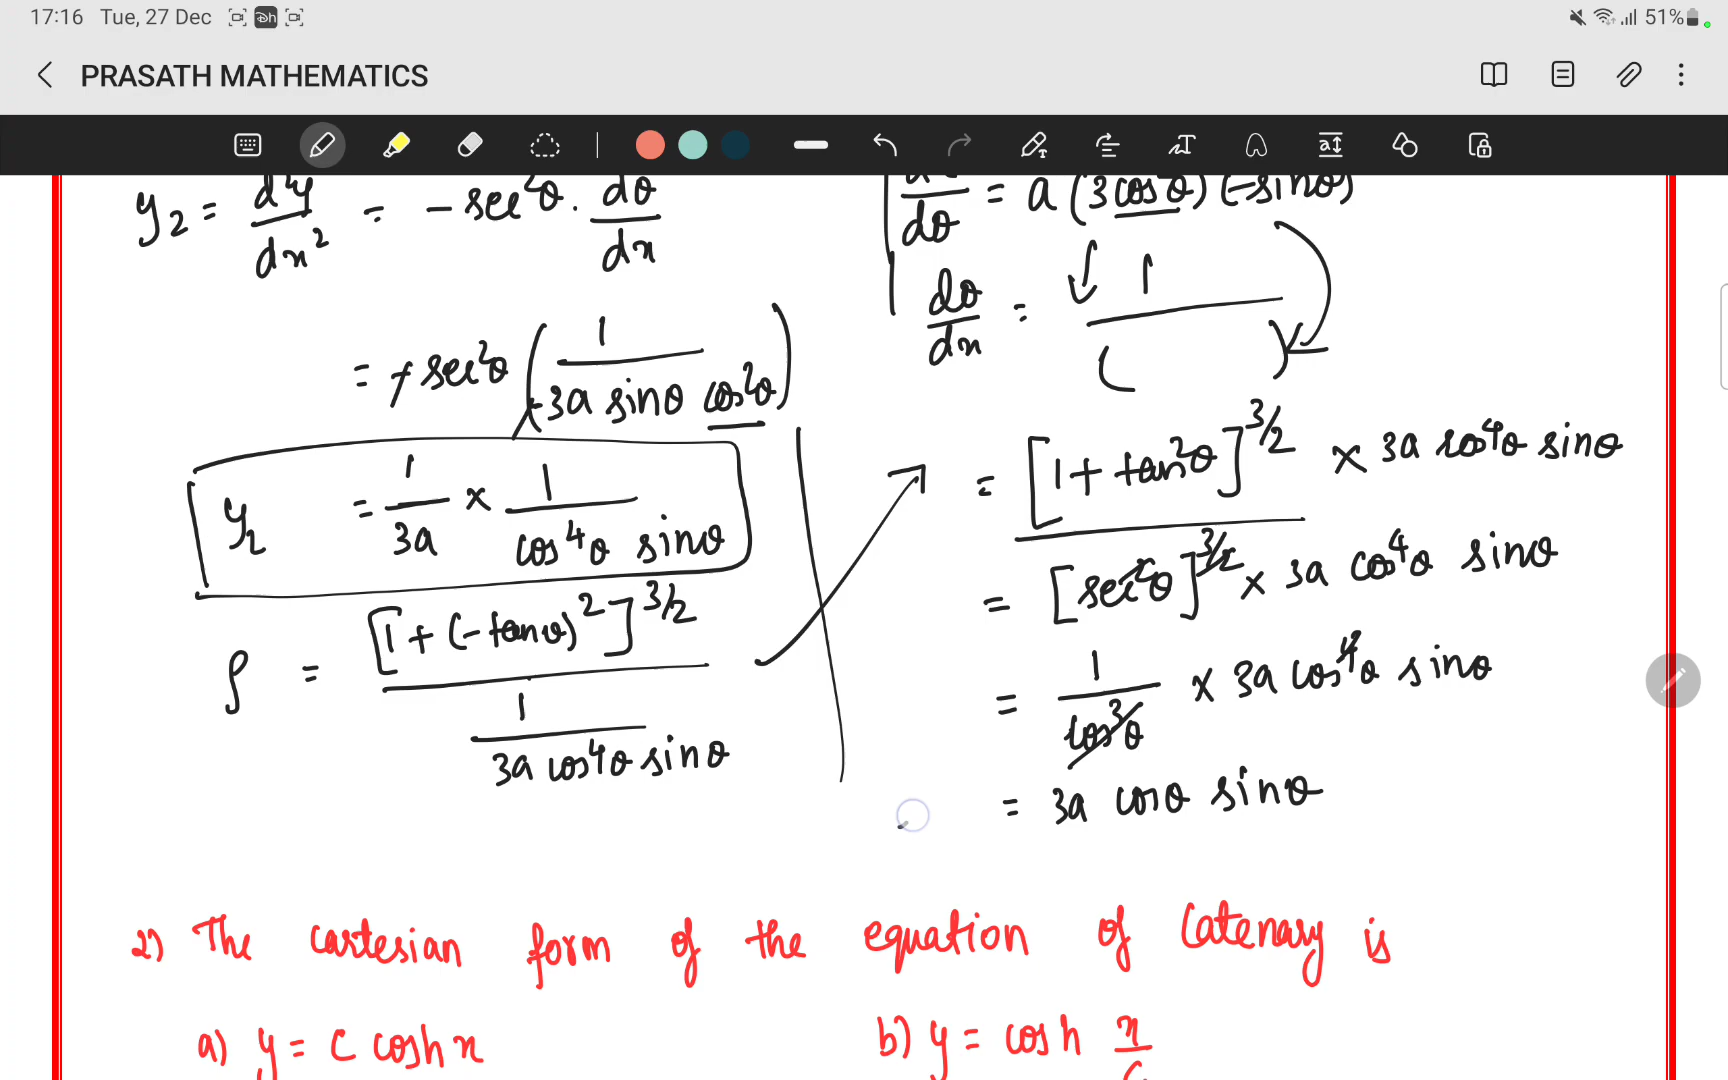 17:16 Tue, 27 Dec
51%
PRASATH MATHEMATICS
y₂ = d²y/dx² = - sec²θ . dθ/dx
= - sec²θ (1/-3a sinθ cos²θ)
y₂ = 1/3a × 1/cos⁴θ sinθ
ρ = [1 + (-tanθ)²]^3/2 / (1/3a cos⁴θ sinθ)
/dθ = a (3cos²θ) (-sinθ)
dθ/dx = 1/( )
= [1 + tan²θ]^3/2 × 3a cos⁴θ sinθ
= [sec²θ]^3/2 × 3a cos⁴θ sinθ
= 1/cos³θ × 3a cos⁴θ sinθ
= 3a cosθ sinθ
2) The cartesian form of the equation of Catenary is
a) y = c cosh x
b) y = cosh x/c